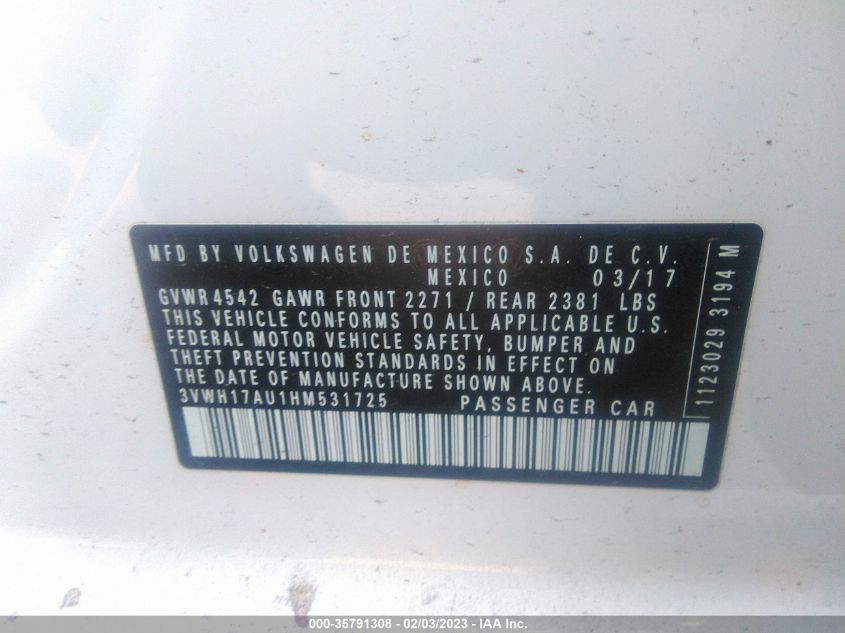 MFD BY VOLKSWAGEN DE MEXICO S.A. DE C.V.
MEXICO 03/17
GVWR 4542 GAWR FRONT 2271 / REAR 2381 LBS
THIS VEHICLE CONFORMS TO ALL APPLICABLE U.S.
FEDERAL MOTOR VEHICLE SAFETY, BUMPER AND
THEFT PREVENTION STANDARDS IN EFFECT ON
THE DATE OF MANUFACTURE SHOWN ABOVE.
3VWH17AU1HM531725 PASSENGER CAR
1123029 3194 M
000-35791308 - 02/03/2023 - IAA Inc.